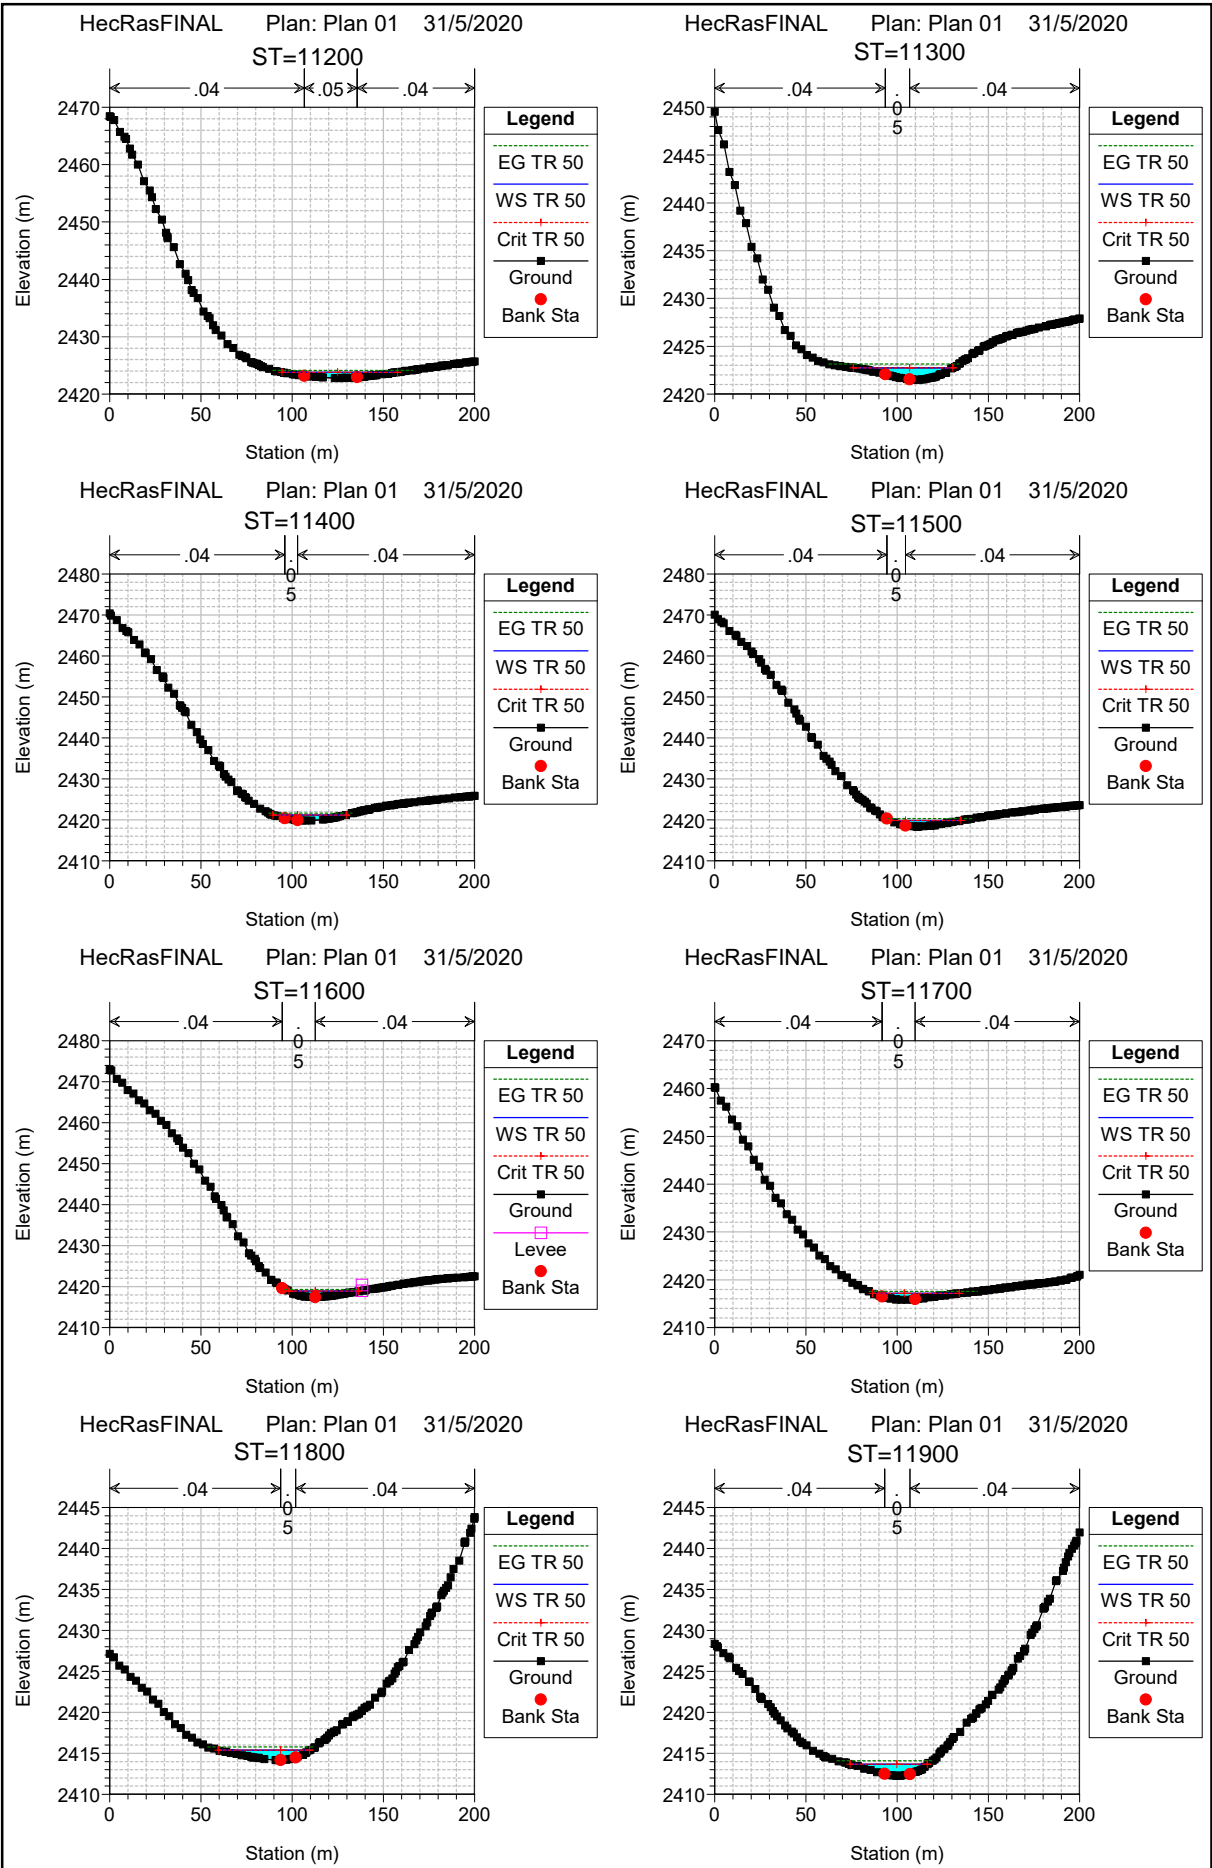 HecRasFINAL Plan: Plan 01 31/5/2020
ST=11200
.04 .05 .04
2470
2460
2450
2440
2430
2420
0 50 100 150 200
Station (m)
Elevation (m)
Legend
EG TR 50
WS TR 50
Crit TR 50
Ground
Bank Sta
HecRasFINAL Plan: Plan 01 31/5/2020
ST=11300
.04 .05 .04
2450
2445
2440
2435
2430
2425
2420
0 50 100 150 200
Station (m)
Elevation (m)
Legend
EG TR 50
WS TR 50
Crit TR 50
Ground
Bank Sta
HecRasFINAL Plan: Plan 01 31/5/2020
ST=11400
.04 .05 .04
2480
2470
2460
2450
2440
2430
2420
2410
0 50 100 150 200
Station (m)
Elevation (m)
Legend
EG TR 50
WS TR 50
Crit TR 50
Ground
Bank Sta
HecRasFINAL Plan: Plan 01 31/5/2020
ST=11500
.04 .05 .04
2480
2470
2460
2450
2440
2430
2420
2410
0 50 100 150 200
Station (m)
Elevation (m)
Legend
EG TR 50
WS TR 50
Crit TR 50
Ground
Bank Sta
HecRasFINAL Plan: Plan 01 31/5/2020
ST=11600
.04 .05 .04
2480
2470
2460
2450
2440
2430
2420
2410
0 50 100 150 200
Station (m)
Elevation (m)
Legend
EG TR 50
WS TR 50
Crit TR 50
Ground
Levee
Bank Sta
HecRasFINAL Plan: Plan 01 31/5/2020
ST=11700
.04 .05 .04
2470
2460
2450
2440
2430
2420
2410
0 50 100 150 200
Station (m)
Elevation (m)
Legend
EG TR 50
WS TR 50
Crit TR 50
Ground
Bank Sta
HecRasFINAL Plan: Plan 01 31/5/2020
ST=11800
.04 .05 .04
2445
2440
2435
2430
2425
2420
2415
2410
0 50 100 150 200
Station (m)
Elevation (m)
Legend
EG TR 50
WS TR 50
Crit TR 50
Ground
Bank Sta
HecRasFINAL Plan: Plan 01 31/5/2020
ST=11900
.04 .05 .04
2445
2440
2435
2430
2425
2420
2415
2410
0 50 100 150 200
Station (m)
Elevation (m)
Legend
EG TR 50
WS TR 50
Crit TR 50
Ground
Bank Sta